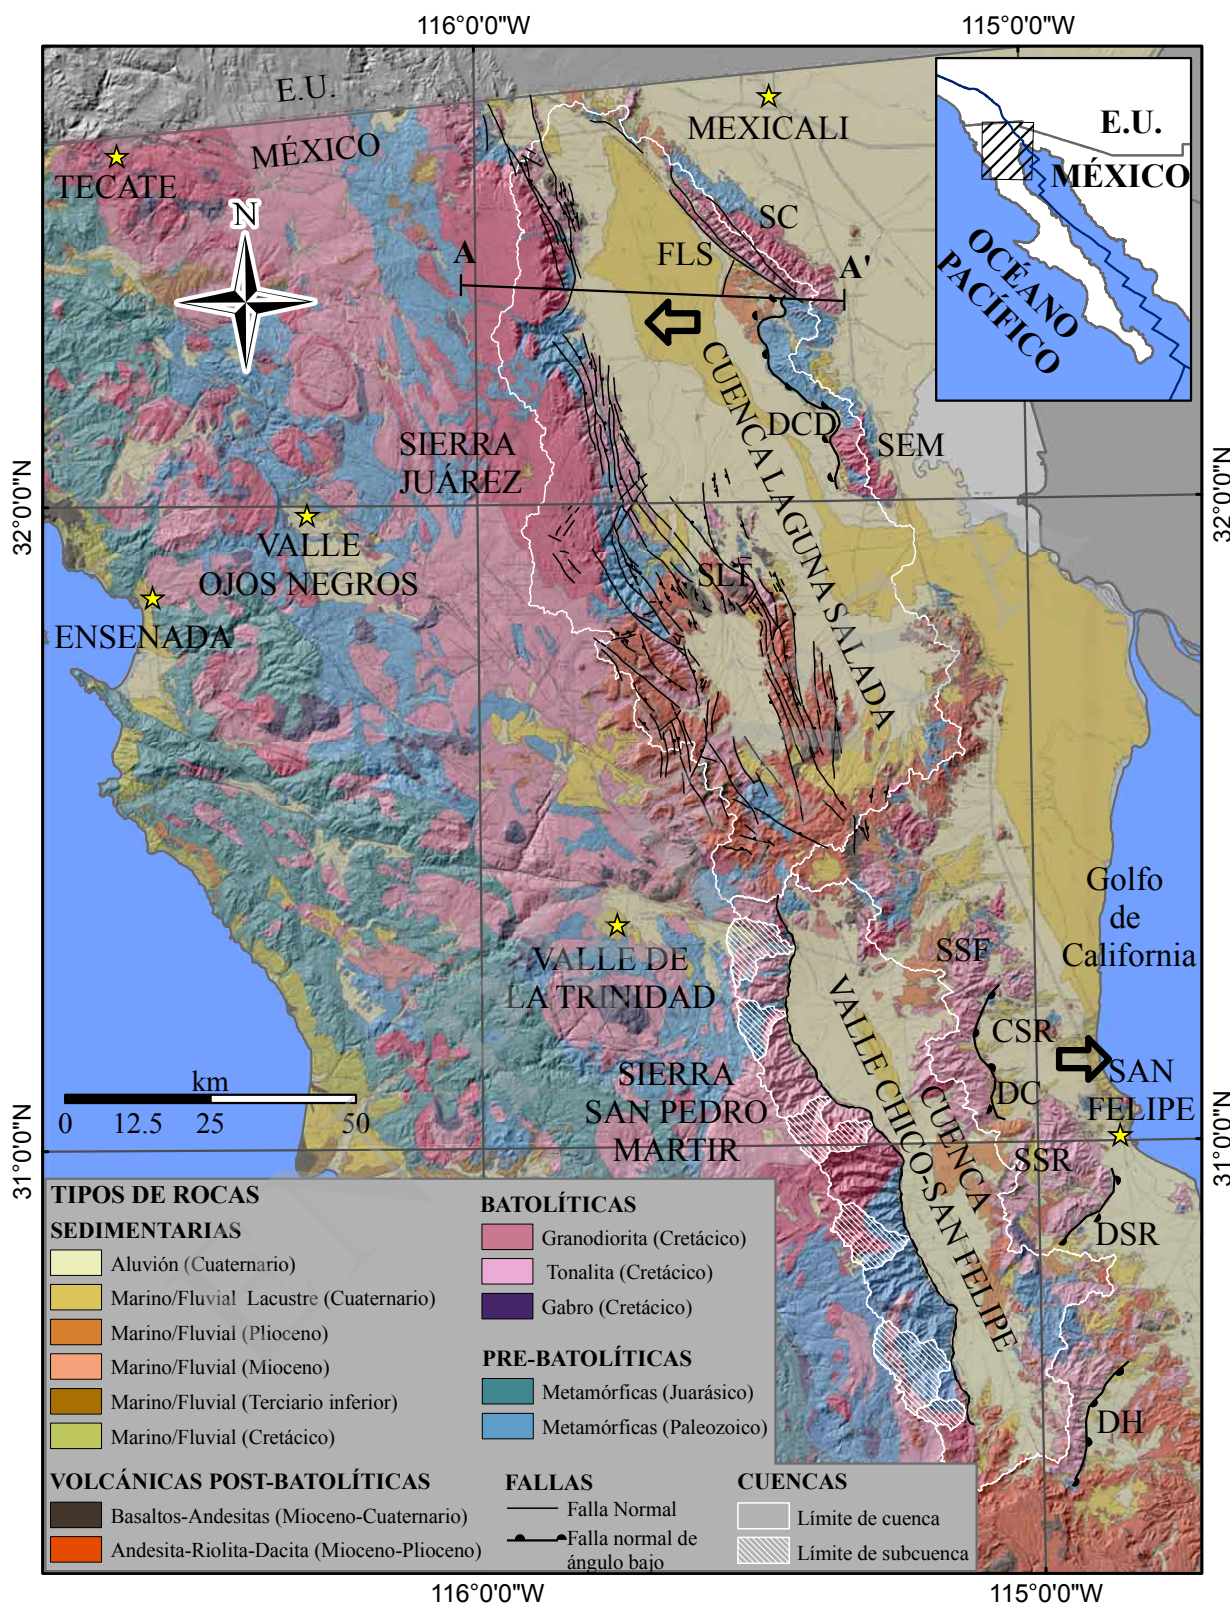 116°0'0"W
115°0'0"W
E.U.
MÉXICO
MEXICALI
TECATE
N
E.U.
MÉXICO
OCÉANO
PACÍFICO
SC
FLS
A
A'
CUENCA LAGUNA SALADA
DCD
SEM
SIERRA
JUÁREZ
32°0'0"N
32°0'0"N
VALLE
OJOS NEGROS
SLT
ENSENADA
Golfo
de
California
SSF
VALLE DE
LA TRINIDAD
CSR
VALLE CHICO-SAN FELIPE
CUENCA
DC
SAN
FELIPE
SIERRA
SAN PEDRO
MARTIR
km
0 12.5 25 50
31°0'0"N
31°0'0"N
SSR
DSR
DH
TIPOS DE ROCAS
SEDIMENTARIAS
Aluvión (Cuaternario)
Marino/Fluvial Lacustre (Cuaternario)
Marino/Fluvial (Plioceno)
Marino/Fluvial (Mioceno)
Marino/Fluvial (Terciario inferior)
Marino/Fluvial (Cretácico)
VOLCÁNICAS POST-BATOLÍTICAS
Basaltos-Andesitas (Mioceno-Cuaternario)
Andesita-Riolita-Dacita (Mioceno-Plioceno)
BATOLÍTICAS
Granodiorita (Cretácico)
Tonalita (Cretácico)
Gabro (Cretácico)
PRE-BATOLÍTICAS
Metamórficas (Juarásico)
Metamórficas (Paleozoico)
FALLAS
Falla Normal
Falla normal de
ángulo bajo
CUENCAS
Límite de cuenca
Límite de subcuenca
116°0'0"W
115°0'0"W